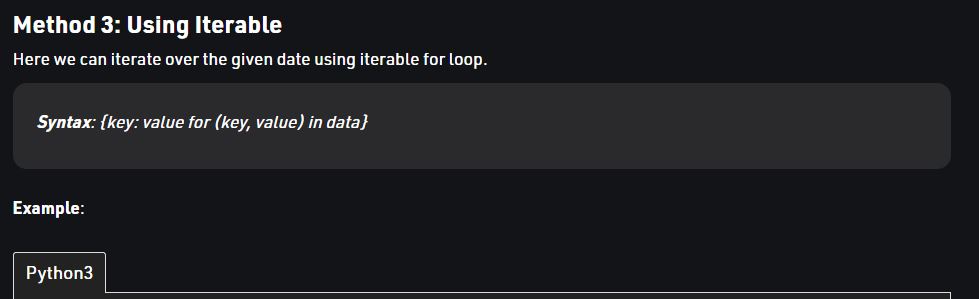 Method 3: Using Iterable
Here we can iterate over the given date using iterable for loop.
Syntax: {key: value for (key, value) in data}
Example:
Python3